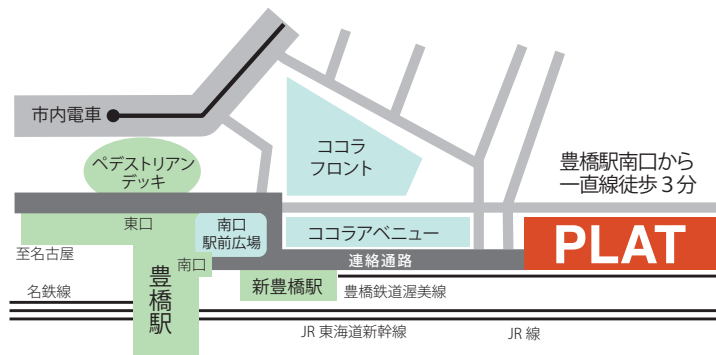 市内電車
ペデストリアン
デッキ
ココラ
フロント
豊橋駅南口から
一直線徒歩3分
東口
南口
駅前広場
ココラアベニュー
PLAT
至名古屋
南口
連絡通路
豊橋駅
新豊橋駅
豊橋鉄道渥美線
名鉄線
JR東海道新幹線
JR線